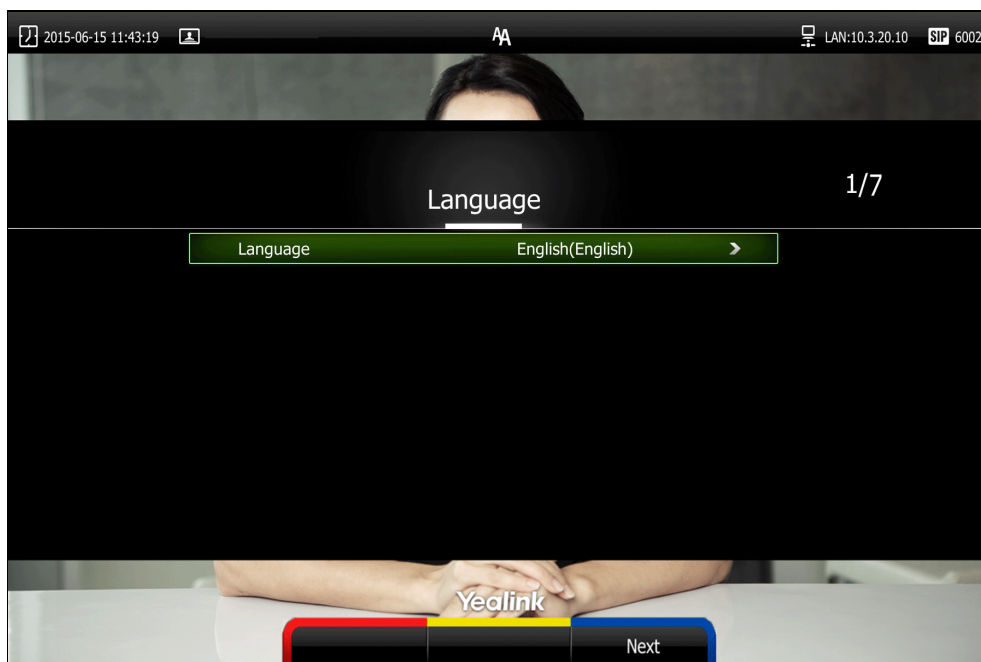 2015-06-15 11:43:19 AA LAN:10.3.20.10 SIP 6002
1/7
Language
Language English(English)
Yealink
Next